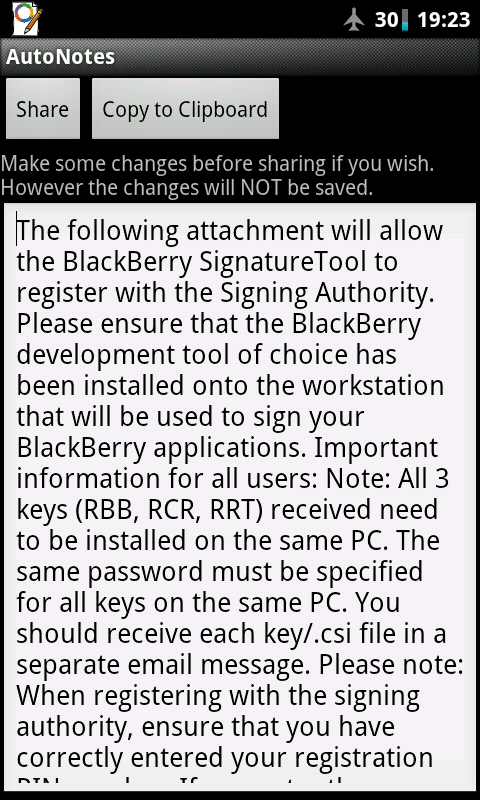 30 19:23
AutoNotes
Share Copy to Clipboard
Make some changes before sharing if you wish.
However the changes will NOT be saved.
The following attachment will allow
the BlackBerry SignatureTool to
register with the Signing Authority.
Please ensure that the BlackBerry
development tool of choice has
been installed onto the workstation
that will be used to sign your
BlackBerry applications. Important
information for all users: Note: All 3
keys (RBB, RCR, RRT) received need
to be installed on the same PC. The
same password must be specified
for all keys on the same PC. You
should receive each key/.csi file in a
separate email message. Please note:
When registering with the signing
authority, ensure that you have
correctly entered your registration